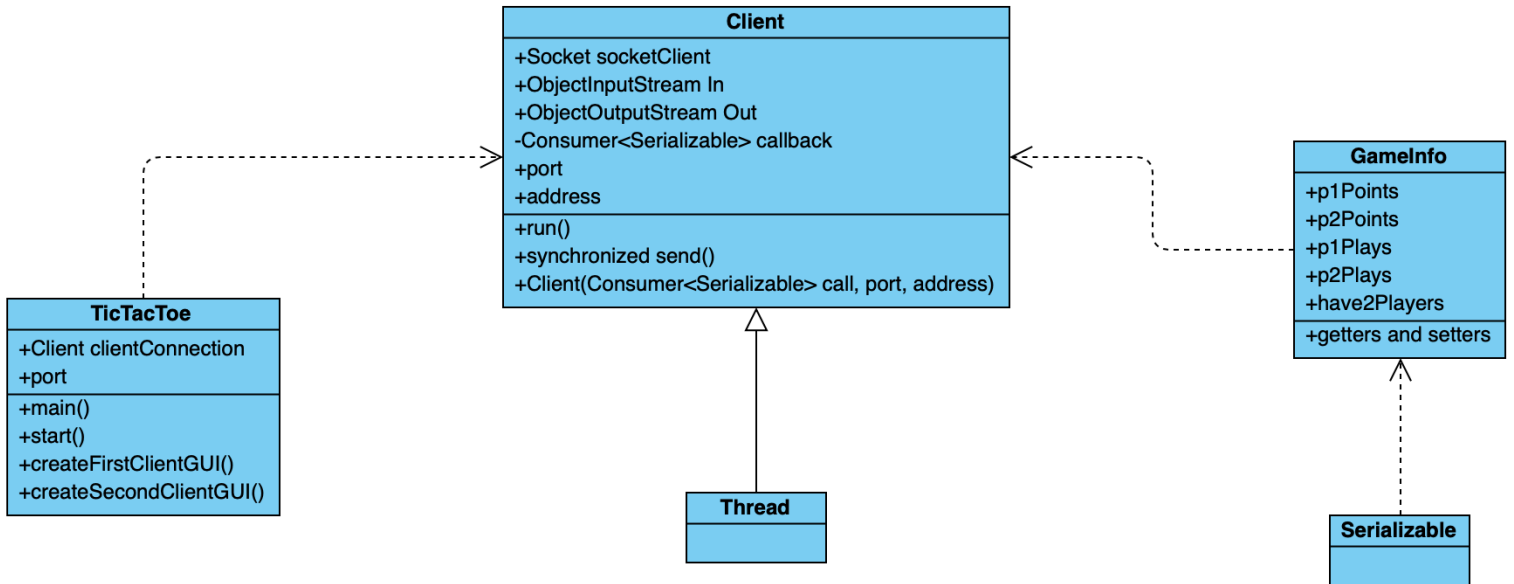 Client
+Socket socketClient
+ObjectInputStream In
+ObjectOutputStream Out
-Consumer<Serializable> callback
+port
+address
+run()
+synchronized send()
+Client(Consumer<Serializable> call, port, address)
GameInfo
+p1Points
+p2Points
+p1Plays
+p2Plays
+have2Players
+getters and setters
TicTacToe
+Client clientConnection
+port
+main()
+start()
+createFirstClientGUI()
+createSecondClientGUI()
Thread
Serializable